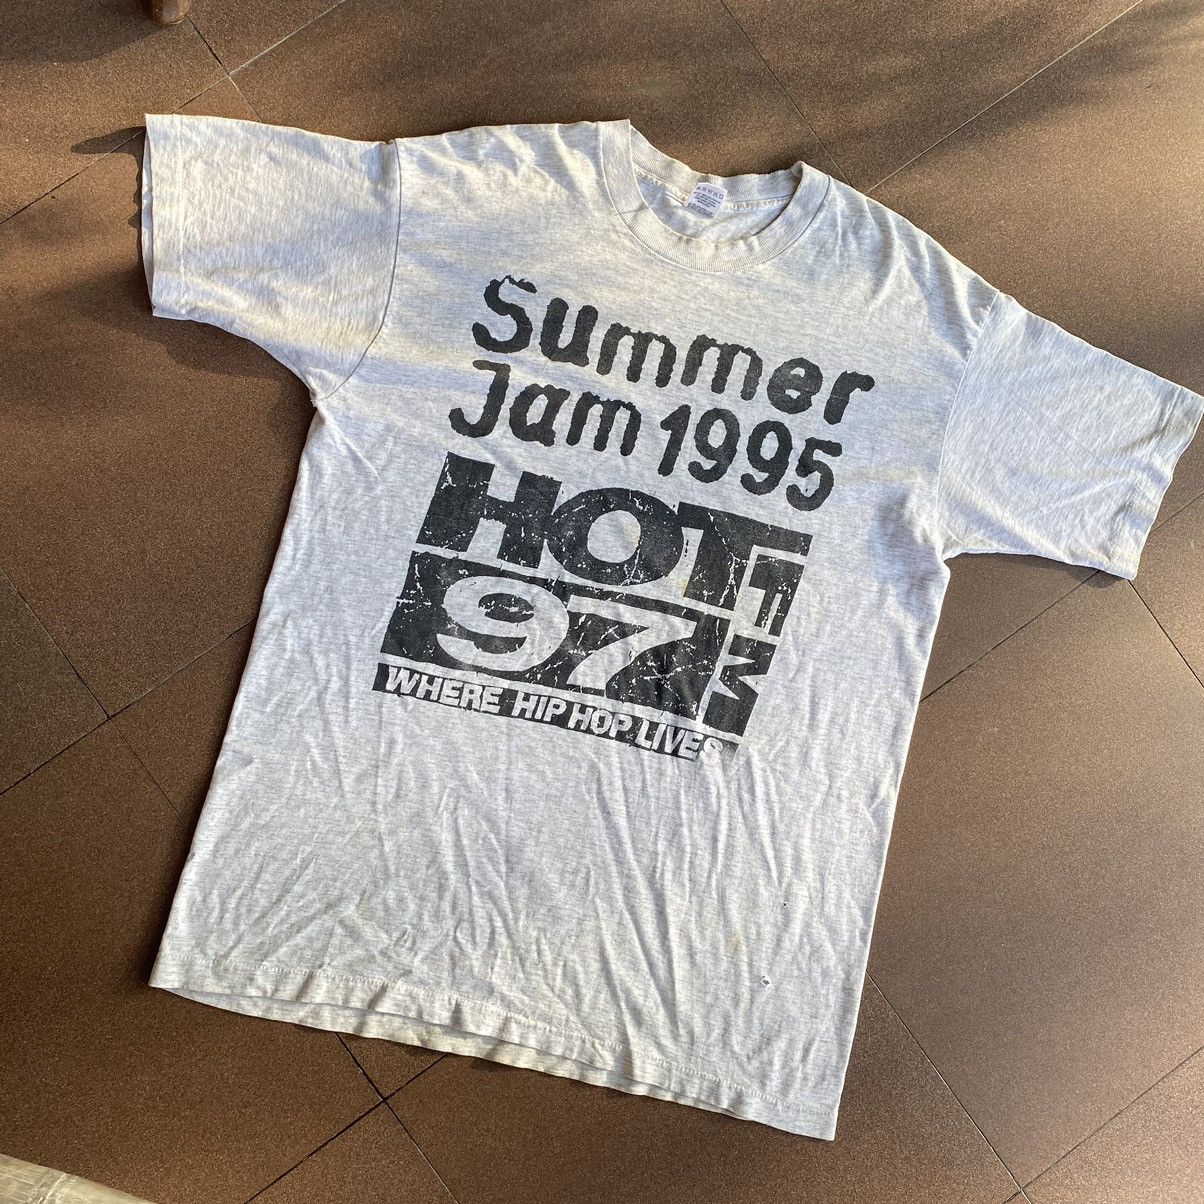 Summer
Jam 1995
HOT
FM
97
WHERE HIP HOP LIVES